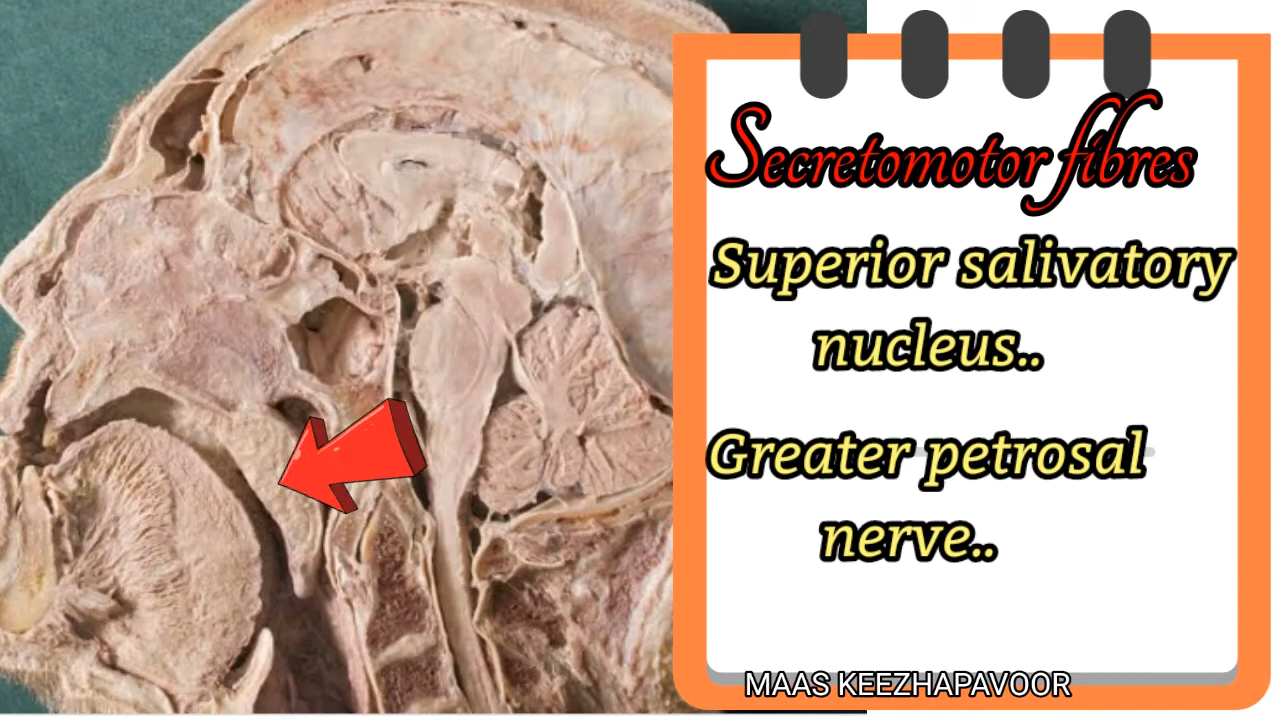 Secretomotor fibres
Superior salivatory
nucleus..
Greater petrosal
nerve..
MAAS KEEZHAPAVOOR